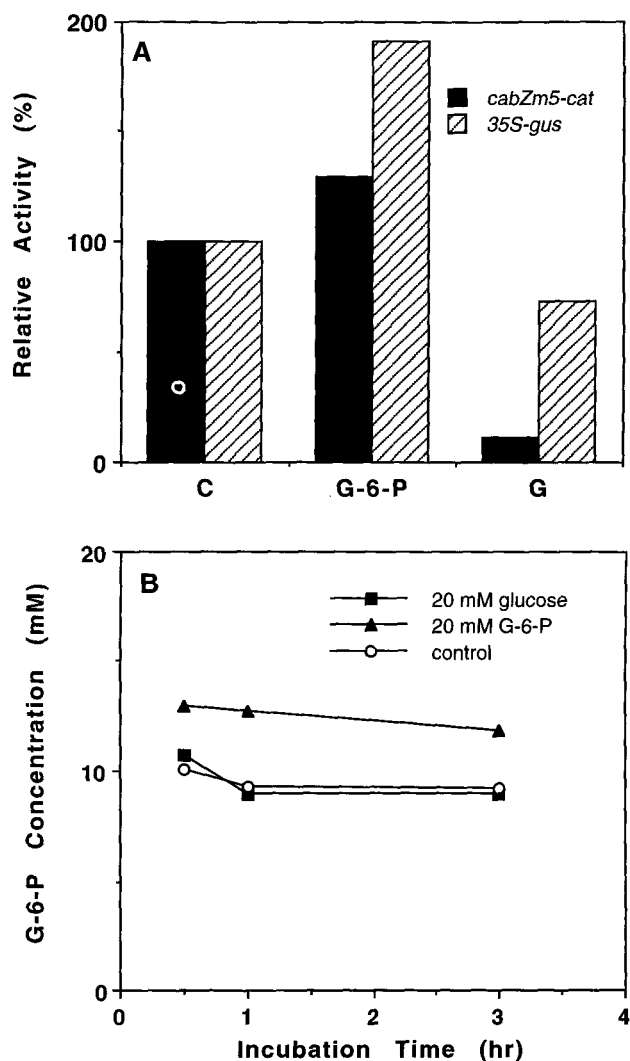 A
cabZm5-cat
35S-gus
Relative Activity (%)
200
100
0
C G-6-P G
B
20 mM glucose
20 mM G-6-P
control
G-6-P Concentration (mM)
20
10
0
0 1 2 3 4
Incubation Time (hr)